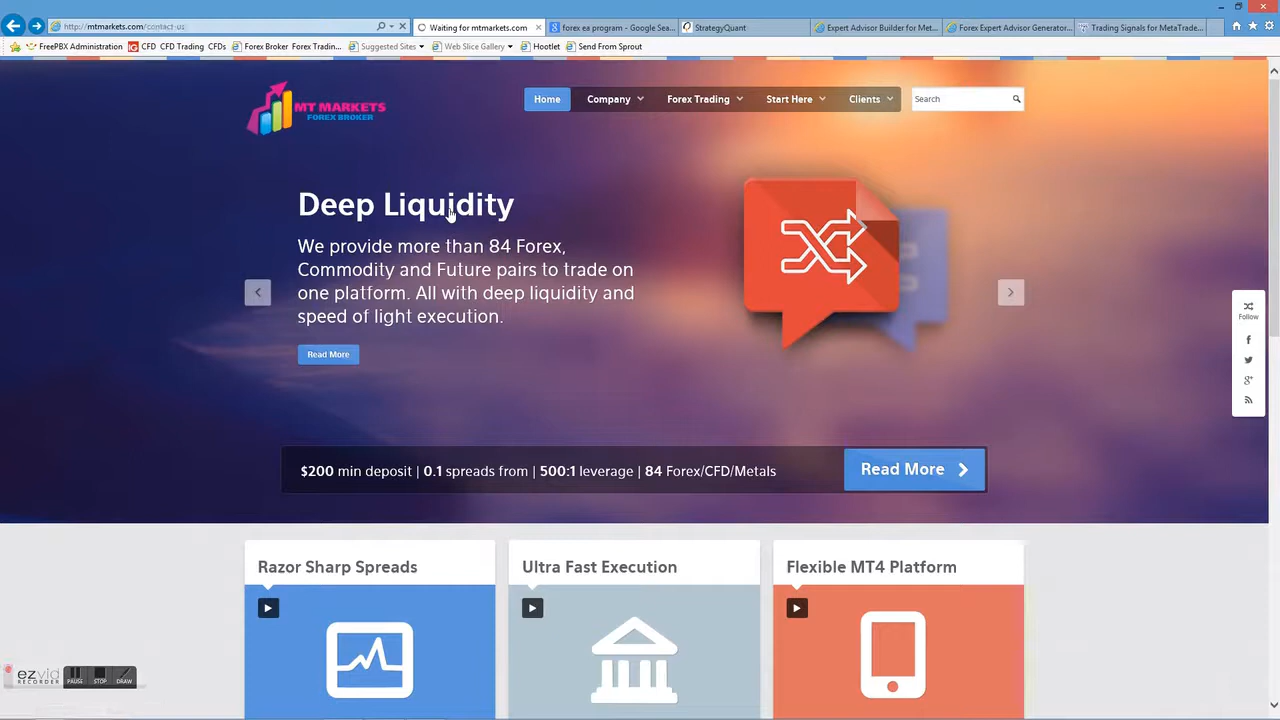 http://mtmarkets.com/contact-us
Waiting for mtmarkets.com
forex ea program - Google Sea...
StrategyQuant
Expert Advisor Builder for Met...
Forex Expert Advisor Generator...
Trading Signals for MetaTrade...
FreePBX Administration
IG CFD CFD Trading CFDs
Forex Broker Forex Tradin...
Suggested Sites
Web Slice Gallery
Hootlet
Send From Sprout
MT MARKETS
FOREX BROKER
Home
Company
Forex Trading
Start Here
Clients
Search
Deep Liquidity
We provide more than 84 Forex,
Commodity and Future pairs to trade on
one platform. All with deep liquidity and
speed of light execution.
Read More
Follow
$200 min deposit | 0.1 spreads from | 500:1 leverage | 84 Forex/CFD/Metals
Read More
Razor Sharp Spreads
Ultra Fast Execution
Flexible MT4 Platform
ezvid
RECORDER
PAUSE
STOP
DRAW